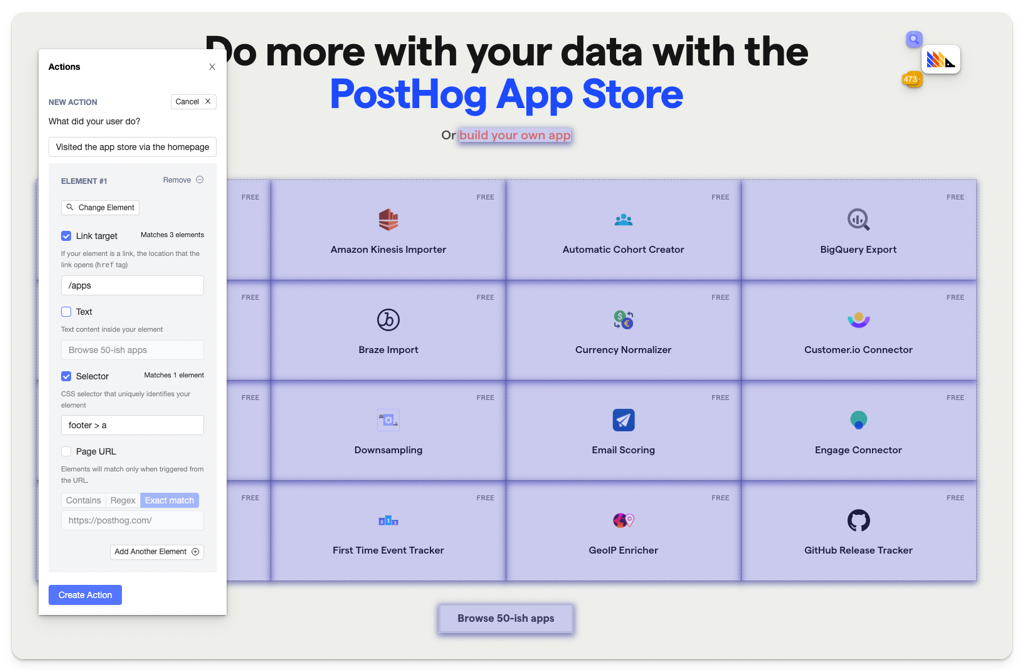 Do more with your data with the
PostHog App Store
Or build your own app
473
Actions
X
NEW ACTION
Cancel X
What did your user do?
Visited the app store via the homepage
ELEMENT #1
Remove
Change Element
Link target
Matches 3 elements
If your element is a link, the location that the
link opens (href tag)
/apps
Text
Text content inside your element
Browse 50-ish apps
Selector
Matches 1 element
CSS selector that uniquely identifies your
element
footer > a
Page URL
Elements will match only when triggered from
the URL.
Contains Regex Exact match
https://posthog.com/
Add Another Element
Create Action
FREE FREE FREE FREE
Amazon Kinesis Importer
Automatic Cohort Creator
BigQuery Export
FREE FREE FREE FREE
Braze Import
Currency Normalizer
Customer.io Connector
FREE FREE FREE FREE
Downsampling
Email Scoring
Engage Connector
FREE FREE FREE FREE
First Time Event Tracker
GeoIP Enricher
GitHub Release Tracker
Browse 50-ish apps